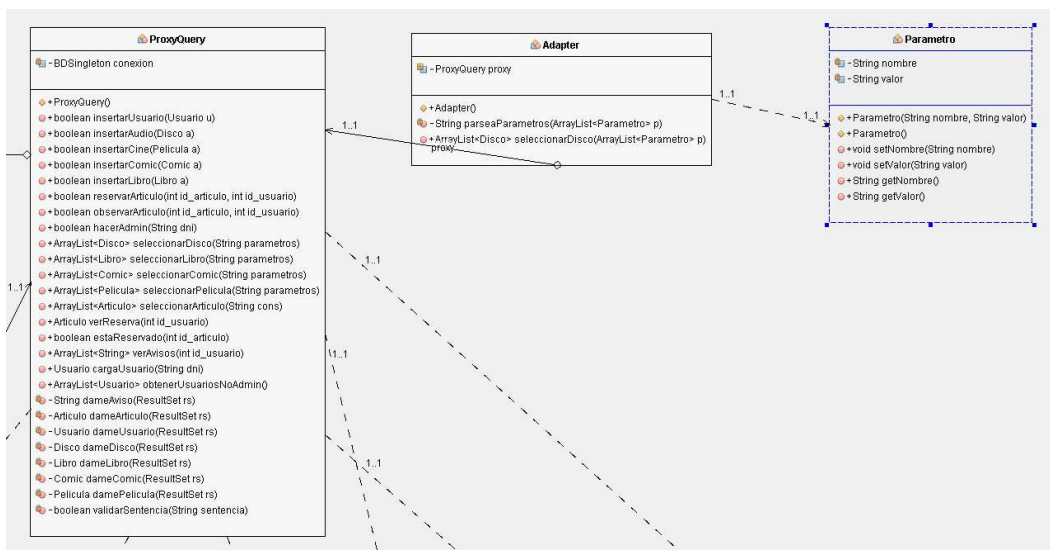 ProxyQuery
-BDSingleton conexion
+ProxyQuery()
+boolean insertarUsuario(Usuario u)
+boolean insertarAudio(Disco a)
+boolean insertarCine(Pelicula a)
+boolean insertarComic(Comic a)
+boolean insertarLibro(Libro a)
+boolean reservarArticulo(int id_articulo, int id_usuario)
+boolean observarArticulo(int id_articulo, int id_usuario)
+boolean hacerAdmin(String dni)
+ArrayList<Disco> seleccionarDisco(String parametros)
+ArrayList<Libro> seleccionarLibro(String parametros)
+ArrayList<Comic> seleccionarComic(String parametros)
+ArrayList<Pelicula> seleccionarPelicula(String parametros)
+ArrayList<Articulo> seleccionarArticulo(String cons)
+Articulo verReserva(int id_usuario)
+boolean estaReservado(int id_articulo)
+ArrayList<String> verAvisos(int id_usuario)
+Usuario cargaUsuario(String dni)
+ArrayList<Usuario> obtenerUsuariosNoAdmin()
-String dameAviso(ResultSet rs)
-Articulo dameArticulo(ResultSet rs)
-Usuario dameUsuario(ResultSet rs)
-Disco dameDisco(ResultSet rs)
-Libro dameLibro(ResultSet rs)
-Comic dameComic(ResultSet rs)
-Pelicula damePelicula(ResultSet rs)
-boolean validarSentencia(String sentencia)
1..1
1..1
1..1
1..1
1..1
Adapter
-ProxyQuery proxy
+Adapter()
-String parseaParametros(ArrayList<Parametro> p)
+ArrayList<Disco> seleccionarDisco(ArrayList<Parametro> p)
proxy
1..1
1..1
Parametro
-String nombre
-String valor
+Parametro(String nombre, String valor)
+Parametro()
+void setNombre(String nombre)
+void setValor(String valor)
+String getNombre()
+String getValor()